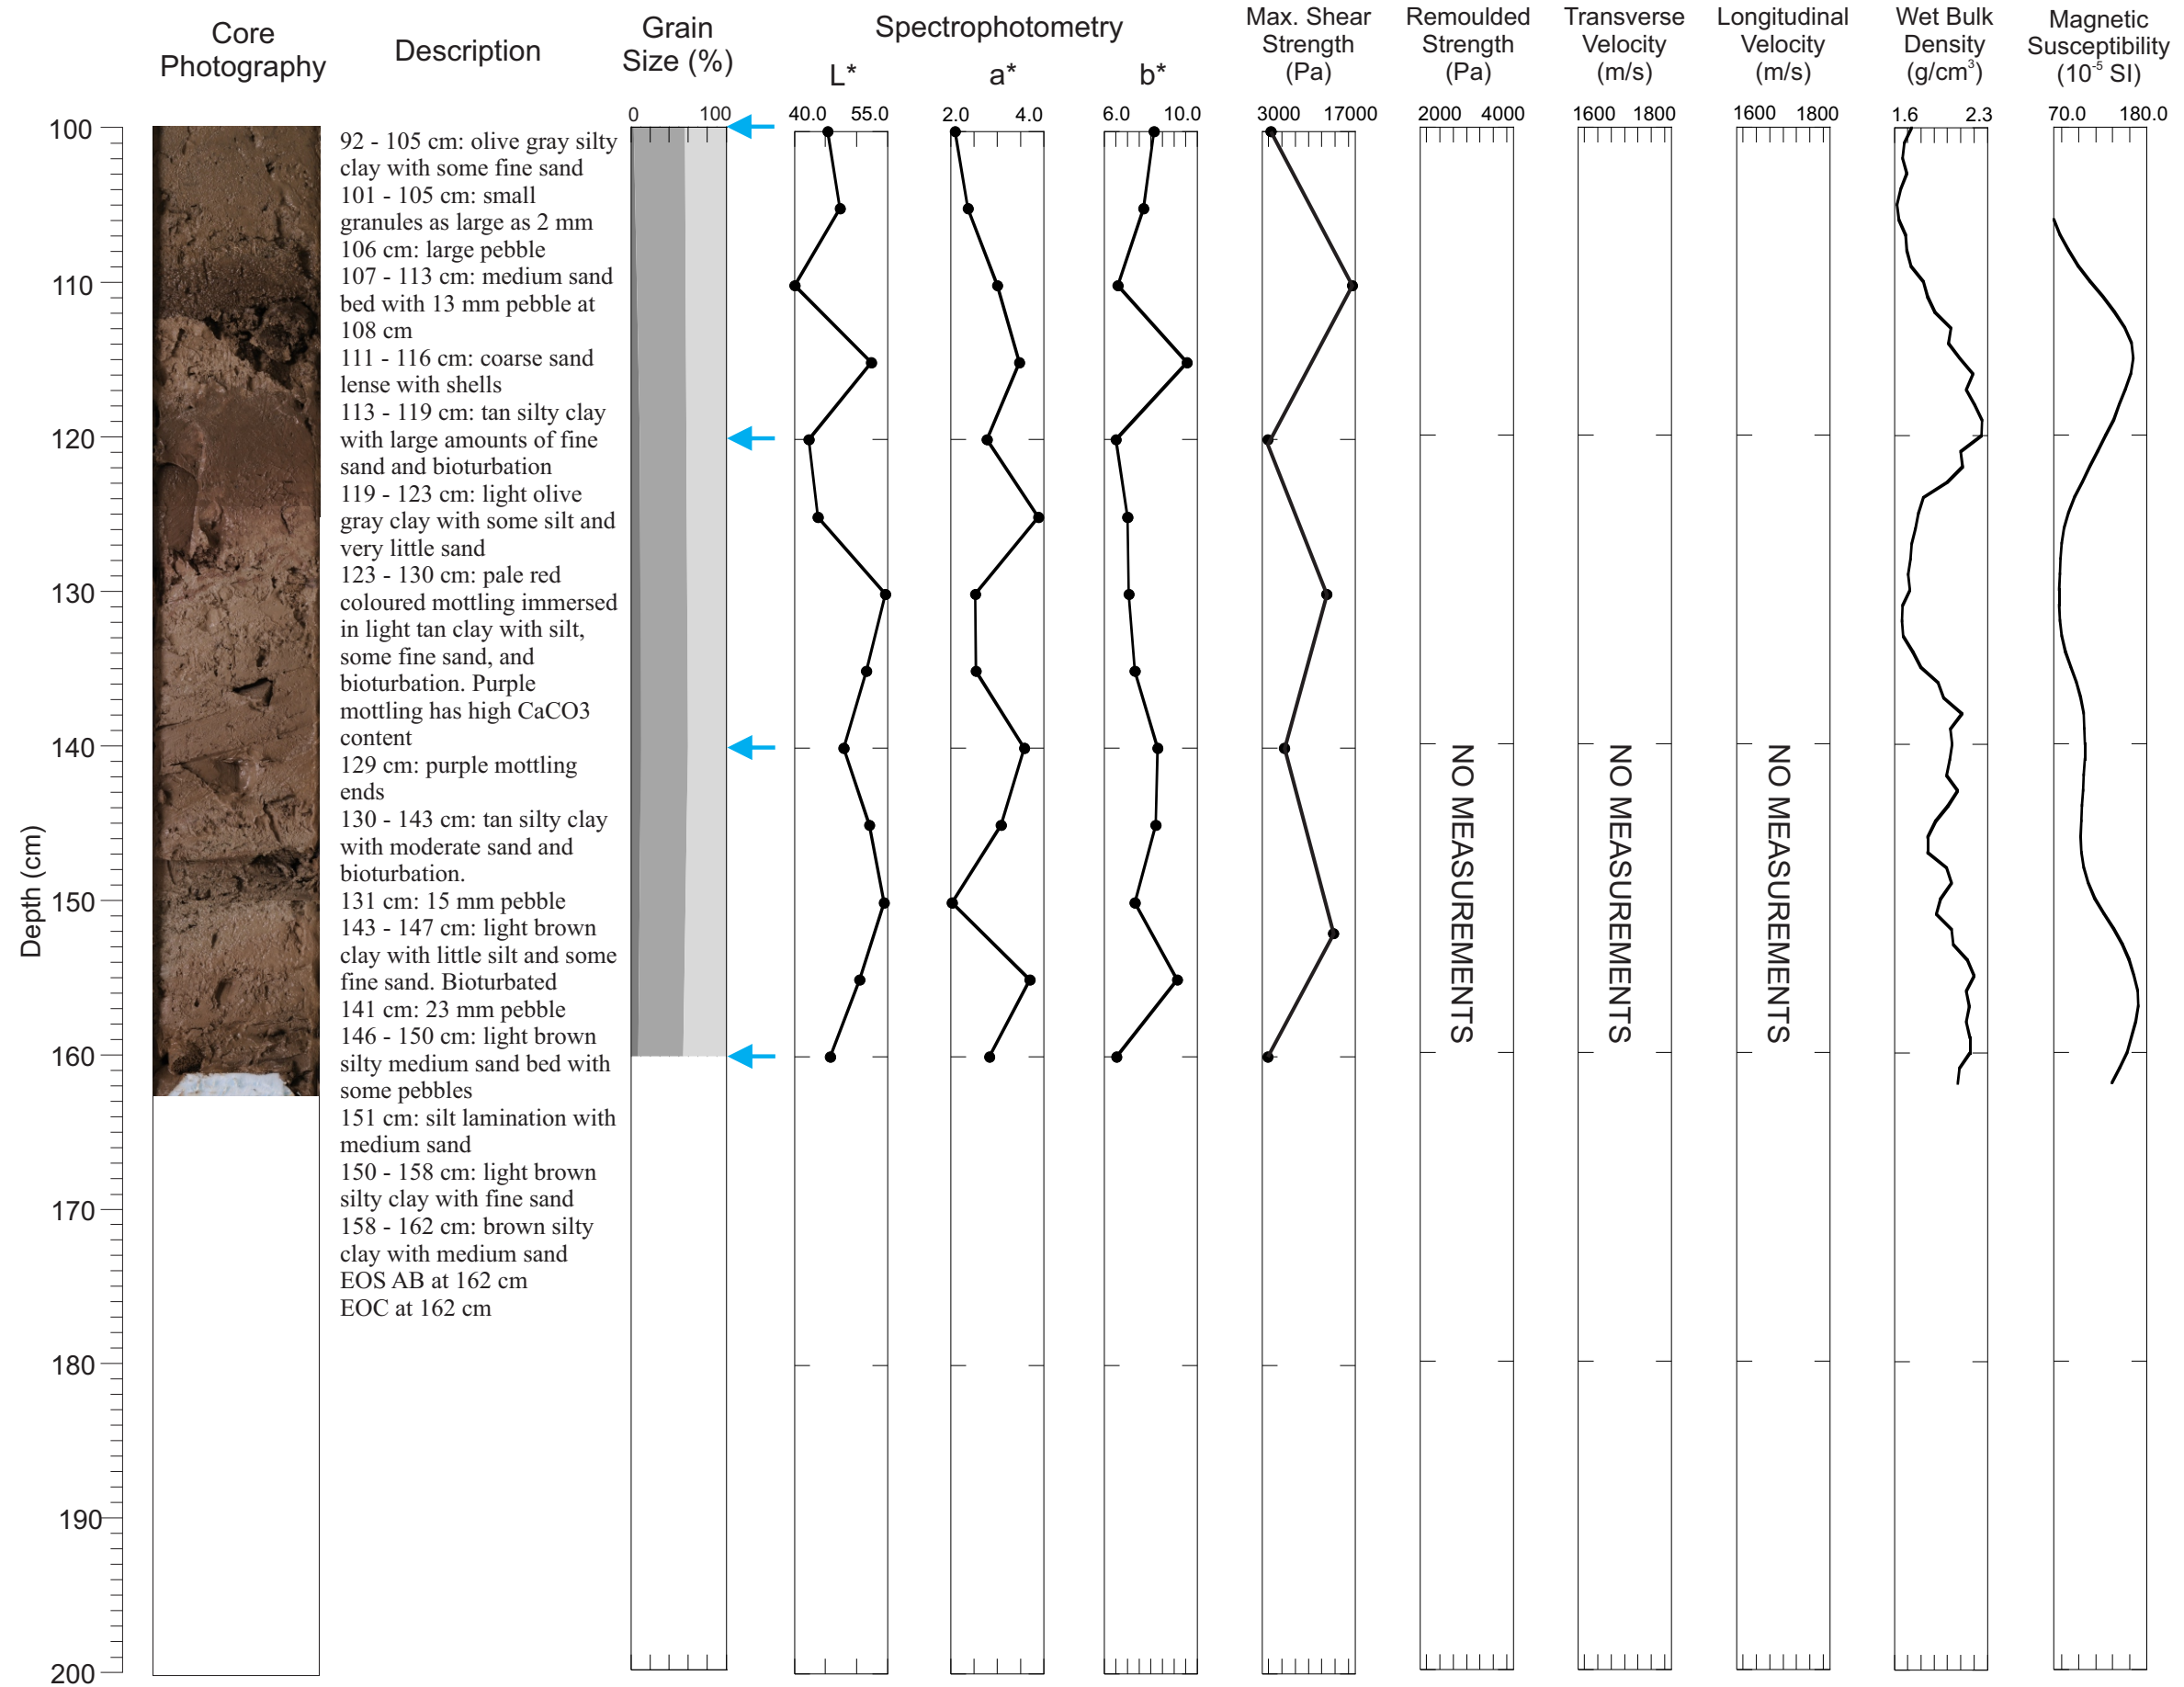 Core
Photography
Description
Grain
Size (%)
Spectrophotometry
L*
a*
b*
Max. Shear
Strength
(Pa)
Remoulded
Strength
(Pa)
Transverse
Velocity
(m/s)
Longitudinal
Velocity
(m/s)
Wet Bulk
Density
(g/cm³)
Magnetic
Susceptibility
(10⁻⁵ SI)
0 100
40.0 55.0
2.0 4.0
6.0 10.0
30000 17000
2000 4000
1600 1800
1600 1800
1.6 2.3
70.0 180.0
Depth (cm)
100
110
120
130
140
150
160
170
180
190
200
92 - 105 cm: olive gray silty
clay with some fine sand
101 - 105 cm: small
granules as large as 2 mm
106 cm: large pebble
107 - 113 cm: medium sand
bed with 13 mm pebble at
108 cm
111 - 116 cm: coarse sand
lense with shells
113 - 119 cm: tan silty clay
with large amounts of fine
sand and bioturbation
119 - 123 cm: light olive
gray clay with some silt and
very little sand
123 - 130 cm: pale red
coloured mottling immersed
in light tan clay with silt,
some fine sand, and
bioturbation. Purple
mottling has high CaCO3
content
129 cm: purple mottling
ends
130 - 143 cm: tan silty clay
with moderate sand and
bioturbation.
131 cm: 15 mm pebble
143 - 147 cm: light brown
clay with little silt and some
fine sand. Bioturbated
141 cm: 23 mm pebble
146 - 150 cm: light brown
silty medium sand bed with
some pebbles
151 cm: silt lamination with
medium sand
150 - 158 cm: light brown
silty clay with fine sand
158 - 162 cm: brown silty
clay with medium sand
EOS AB at 162 cm
EOC at 162 cm
NO MEASUREMENTS
NO MEASUREMENTS
NO MEASUREMENTS